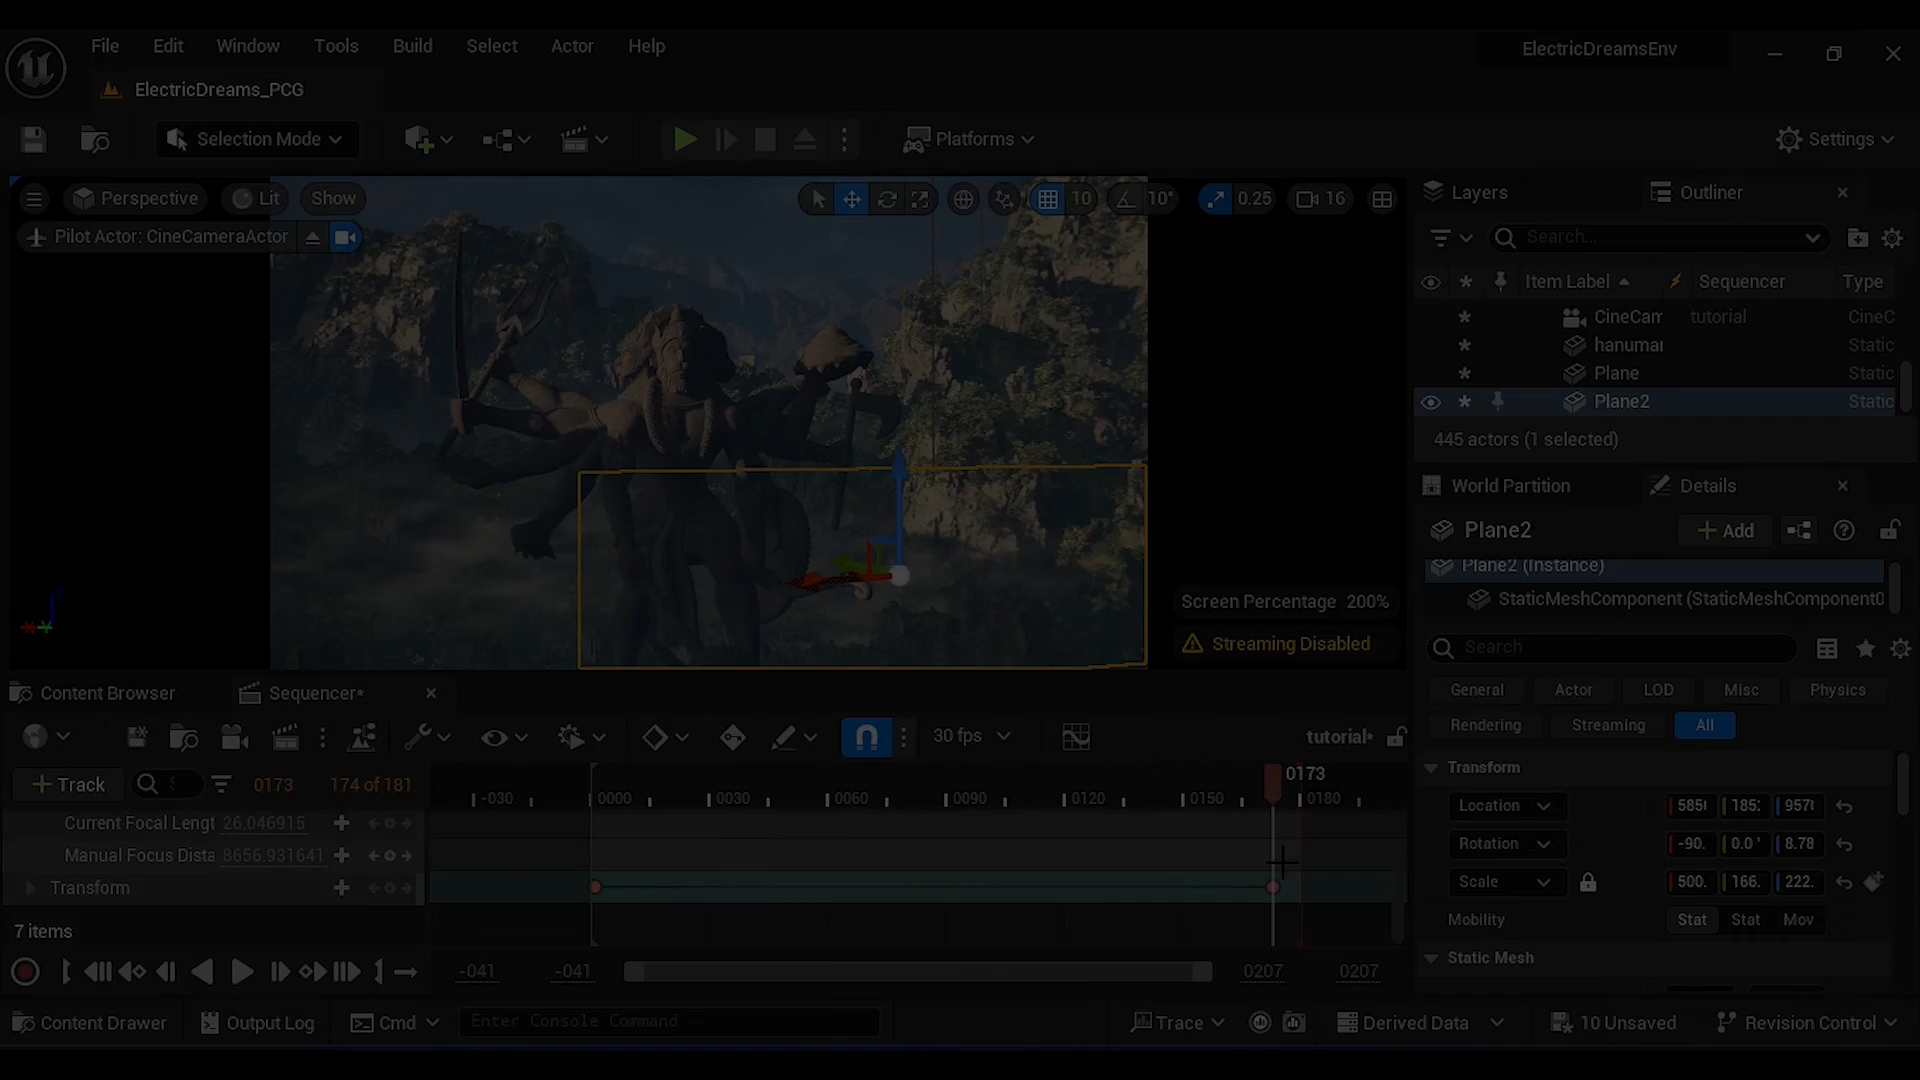 File Edit Window Tools Build Select Actor Help
ElectricDreamsEnv
ElectricDreams_PCG
Selection Mode
Platforms
Settings
Perspective Lit Show
10 10° 0.25 16
Pilot Actor: CineCameraActor
Layers Outliner
Search...
Item Label Sequencer Type
CineCam tutorial CineC
hanumar Static
Plane Static
Plane2 Static
445 actors (1 selected)
World Partition Details
Plane2 Add
Plane2 (Instance)
StaticMeshComponent (StaticMeshComponent0
Screen Percentage 200%
Streaming Disabled
Search
General Actor LOD Misc Physics
Rendering Streaming All
Content Browser Sequencer*
30 fps tutorial*
Track 0173 174 of 181
0173
-030 0000 0030 0060 0090 0120 0150 0180
Current Focal Lengt 26.046915
Manual Focus Dista 8656.931641
Transform
7 items
-041 -041 0207 0207
Transform
Location 585 185: 957
Rotation -90. 0.0 ° 8.78
Scale 500. 166. 222.
Mobility Stat Stat Mov
Static Mesh
Content Drawer Output Log Cmd Enter Console Command
Trace Derived Data 10 Unsaved Revision Control